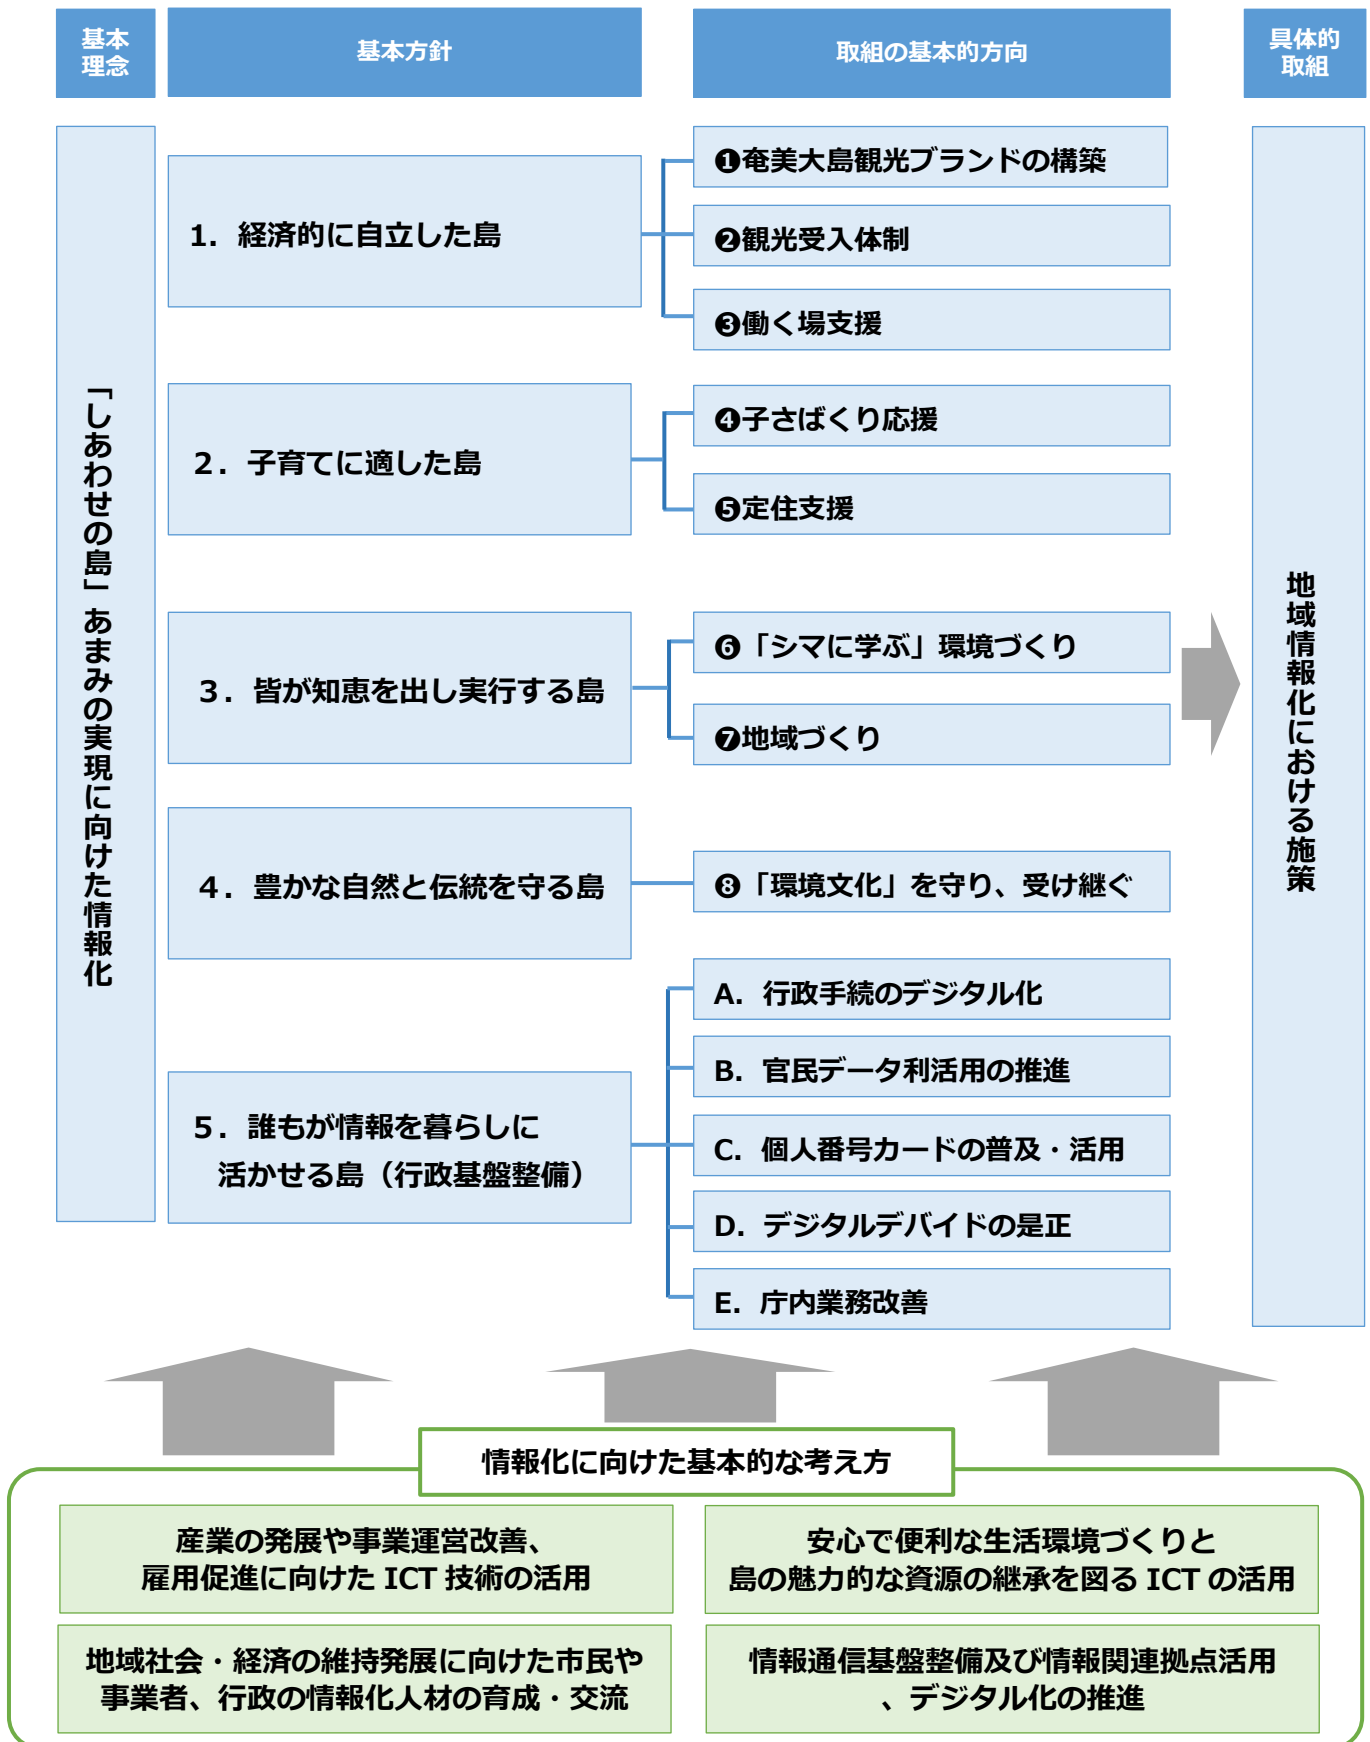 基本
理念
基本方針
取組の基本的方向
具体的
取組
「しあわせの島」あまみの実現に向けた情報化
1．経済的に自立した島
❶奄美大島観光ブランドの構築
❷観光受入体制
❸働く場支援
２．子育てに適した島
❹子さばくり応援
❺定住支援
３．皆が知恵を出し実行する島
❻「シマに学ぶ」環境づくり
❼地域づくり
４．豊かな自然と伝統を守る島
❽「環境文化」を守り、受け継ぐ
５．誰もが情報を暮らしに
活かせる島（行政基盤整備）
A．行政手続のデジタル化
B．官民データ利活用の推進
C．個人番号カードの普及・活用
D．デジタルデバイドの是正
E．庁内業務改善
地域情報化における施策
情報化に向けた基本的な考え方
産業の発展や事業運営改善、
雇用促進に向けた ICT 技術の活用
安心で便利な生活環境づくりと
島の魅力的な資源の継承を図る ICT の活用
地域社会・経済の維持発展に向けた市民や
事業者、行政の情報化人材の育成・交流
情報通信基盤整備及び情報関連拠点活用
、デジタル化の推進